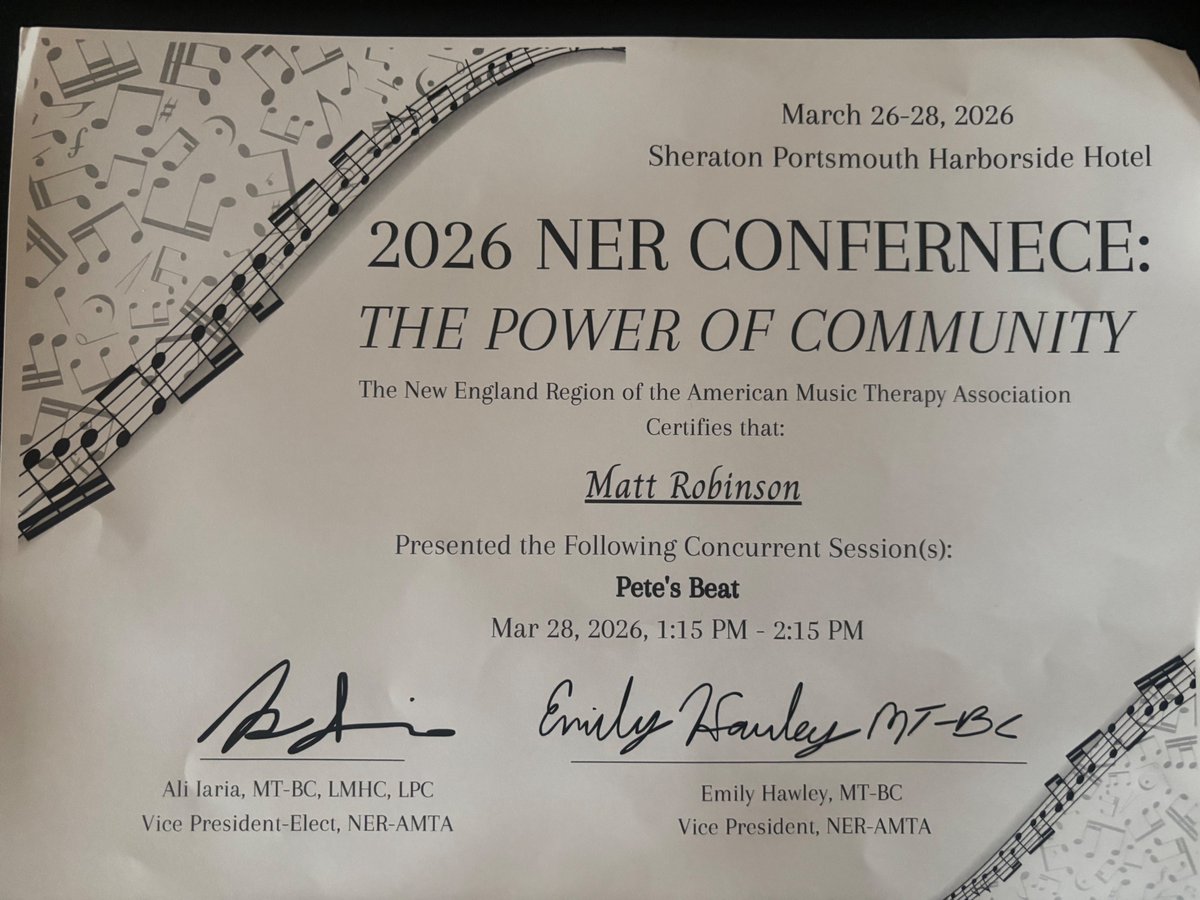 March 26-28, 2026
Sheraton Portsmouth Harborside Hotel
2026 NER CONFERNECE:
THE POWER OF COMMUNITY
The New England Region of the American Music Therapy Association
Certifies that:
Matt Robinson
Presented the Following Concurrent Session(s):
Pete's Beat
Mar 28, 2026, 1:15 PM - 2:15 PM
Emily Hawley MT-BC
Ali Iaria, MT-BC, LMHC, LPC
Vice President-Elect, NER-AMTA
Emily Hawley, MT-BC
Vice President, NER-AMTA